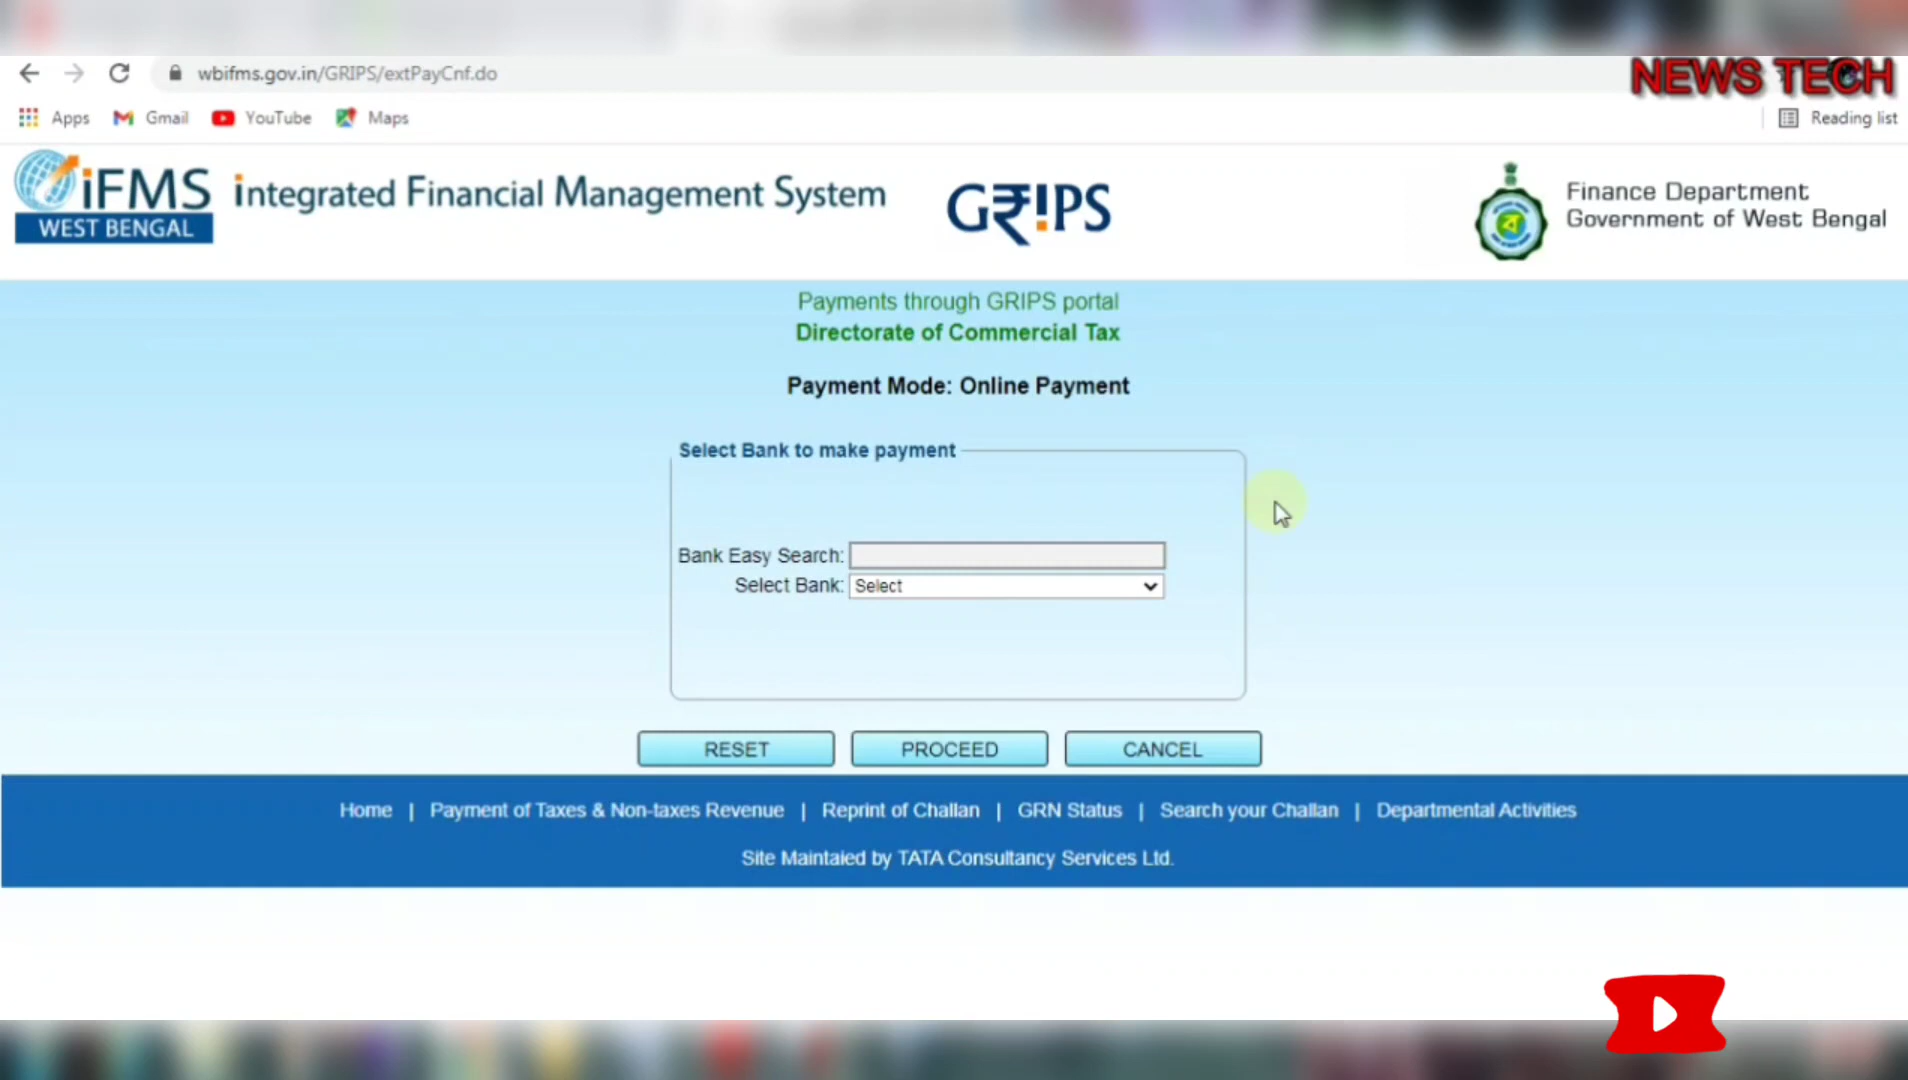 wbifms.gov.in/GRIPS/extPayCnf.do
NEWS TECH
Apps Gmail YouTube Maps Reading list
iFMS
WEST BENGAL
integrated Financial Management System
GR₹!PS
Finance Department
Government of West Bengal
Payments through GRIPS portal
Directorate of Commercial Tax
Payment Mode: Online Payment
Select Bank to make payment
Bank Easy Search:
Select Bank: Select
RESET PROCEED CANCEL
Home | Payment of Taxes & Non-taxes Revenue | Reprint of Challan | GRN Status | Search your Challan | Departmental Activities
Site Maintaied by TATA Consultancy Services Ltd.